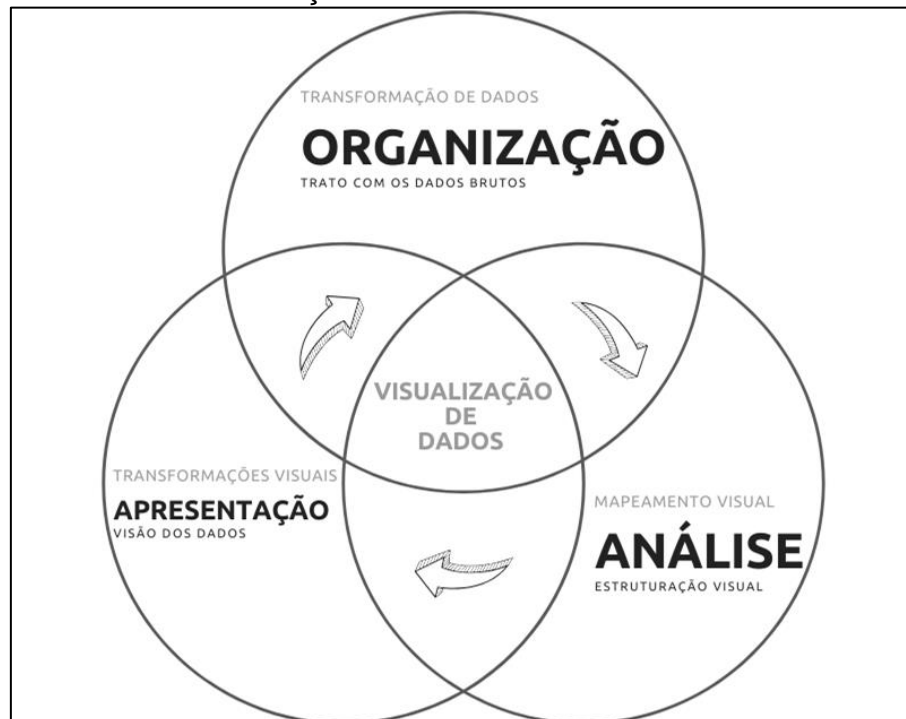 TRANSFORMAÇÃO DE DADOS
ORGANIZAÇÃO
TRATO COM OS DADOS BRUTOS
VISUALIZAÇÃO
DE
DADOS
TRANSFORMAÇÕES VISUAIS
APRESENTAÇÃO
VISÃO DOS DADOS
MAPEAMENTO VISUAL
ANÁLISE
ESTRUTURAÇÃO VISUAL